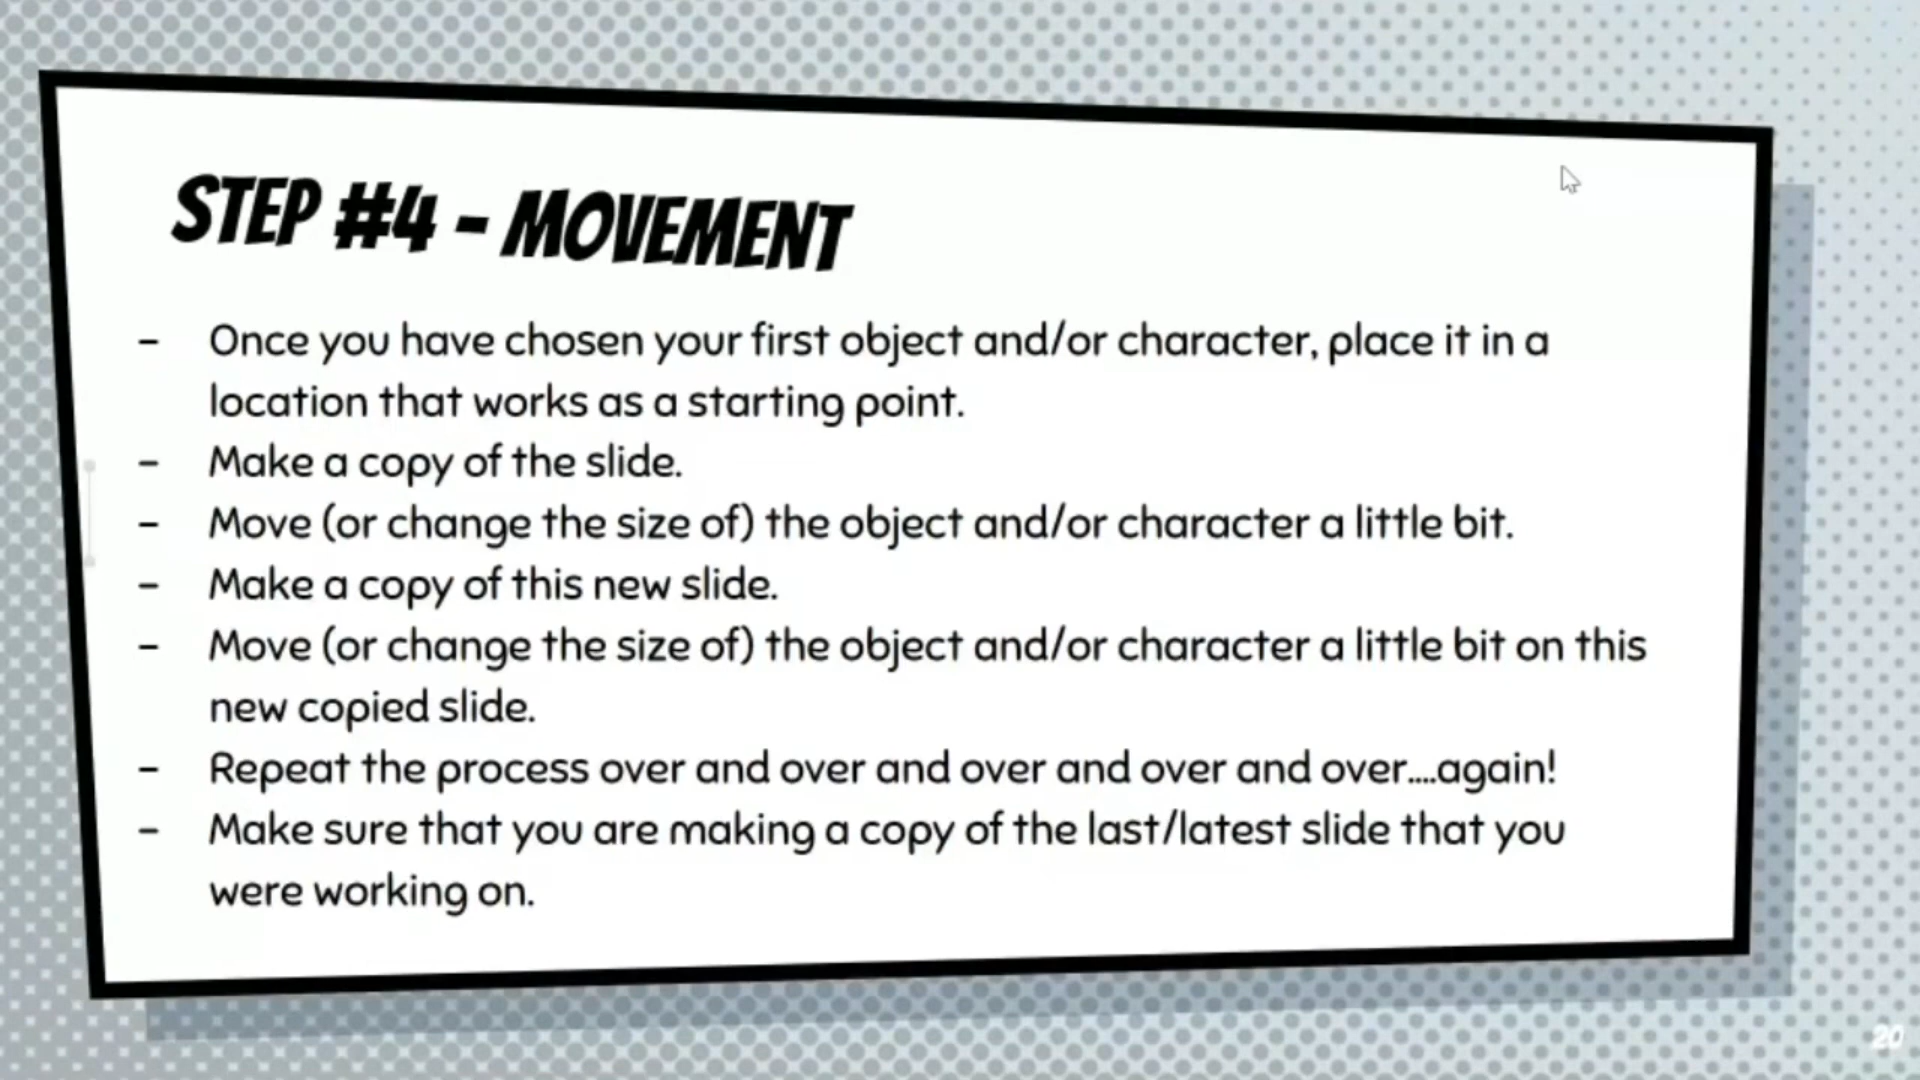 STEP #4 - MOVEMENT
- Once you have chosen your first object and/or character, place it in a
location that works as a starting point.
- Make a copy of the slide.
- Move (or change the size of) the object and/or character a little bit.
- Make a copy of this new slide.
- Move (or change the size of) the object and/or character a little bit on this
new copied slide.
- Repeat the process over and over and over and over and over....again!
- Make sure that you are making a copy of the last/latest slide that you
were working on.
20